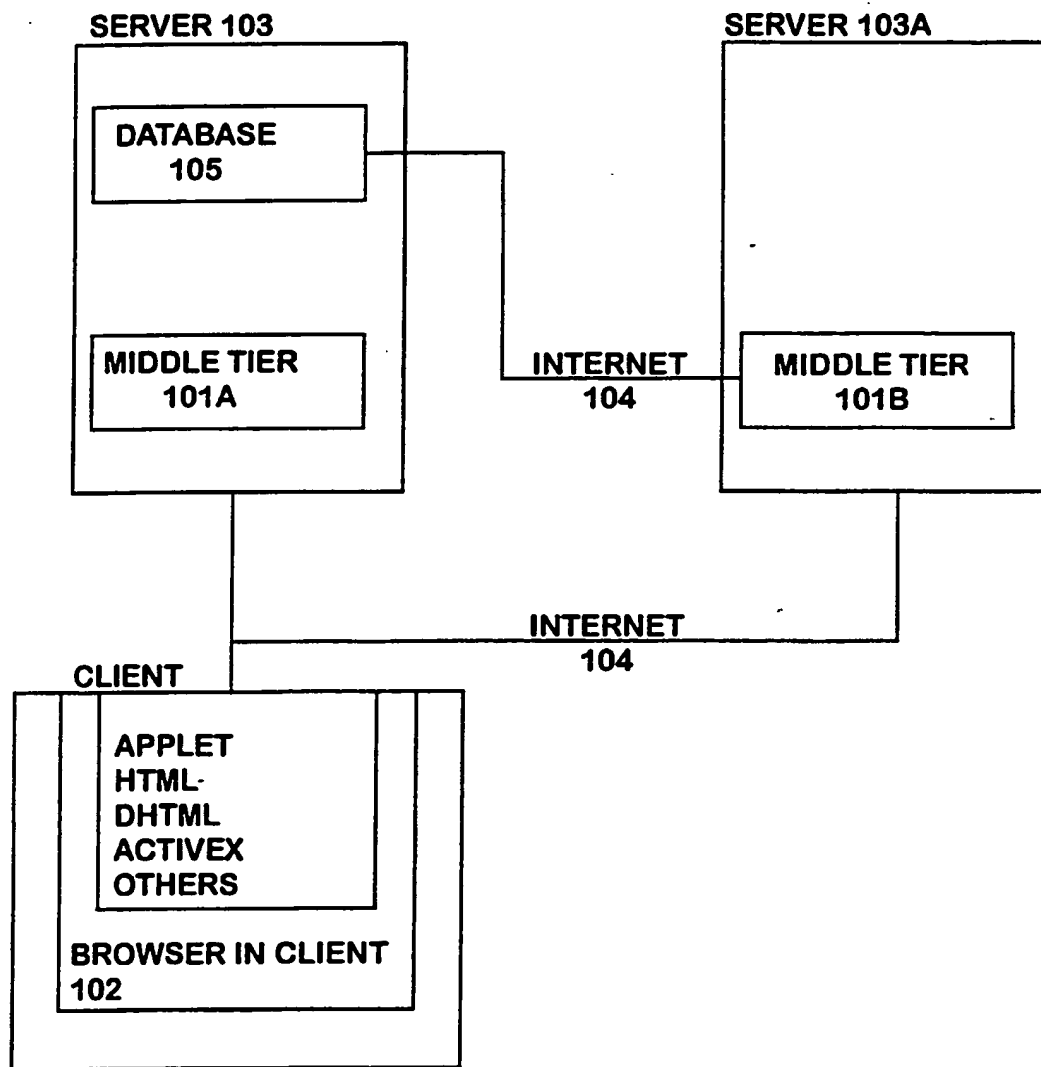 SERVER 103
SERVER 103A
DATABASE
105
MIDDLE TIER
101A
INTERNET
104
MIDDLE TIER
101B
INTERNET
104
CLIENT
APPLET
HTML
DHTML
ACTIVEX
OTHERS
BROWSER IN CLIENT
102